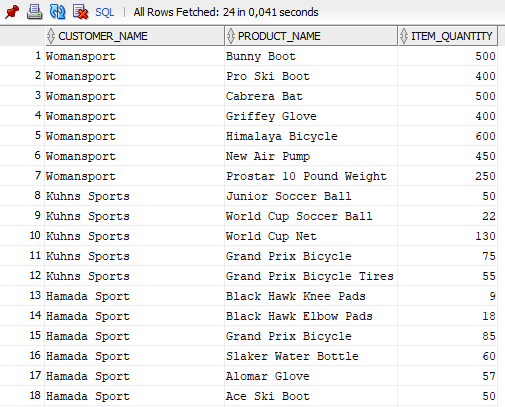 SQL | All Rows Fetched: 24 in 0,041 seconds
CUSTOMER_NAME PRODUCT_NAME ITEM_QUANTITY
1 Womansport Bunny Boot 500
2 Womansport Pro Ski Boot 400
3 Womansport Cabrera Bat 500
4 Womansport Griffey Glove 400
5 Womansport Himalaya Bicycle 600
6 Womansport New Air Pump 450
7 Womansport Prostar 10 Pound Weight 250
8 Kuhns Sports Junior Soccer Ball 50
9 Kuhns Sports World Cup Soccer Ball 22
10 Kuhns Sports World Cup Net 130
11 Kuhns Sports Grand Prix Bicycle 75
12 Kuhns Sports Grand Prix Bicycle Tires 55
13 Hamada Sport Black Hawk Knee Pads 9
14 Hamada Sport Black Hawk Elbow Pads 18
15 Hamada Sport Grand Prix Bicycle 85
16 Hamada Sport Slaker Water Bottle 60
17 Hamada Sport Alomar Glove 57
18 Hamada Sport Ace Ski Boot 50